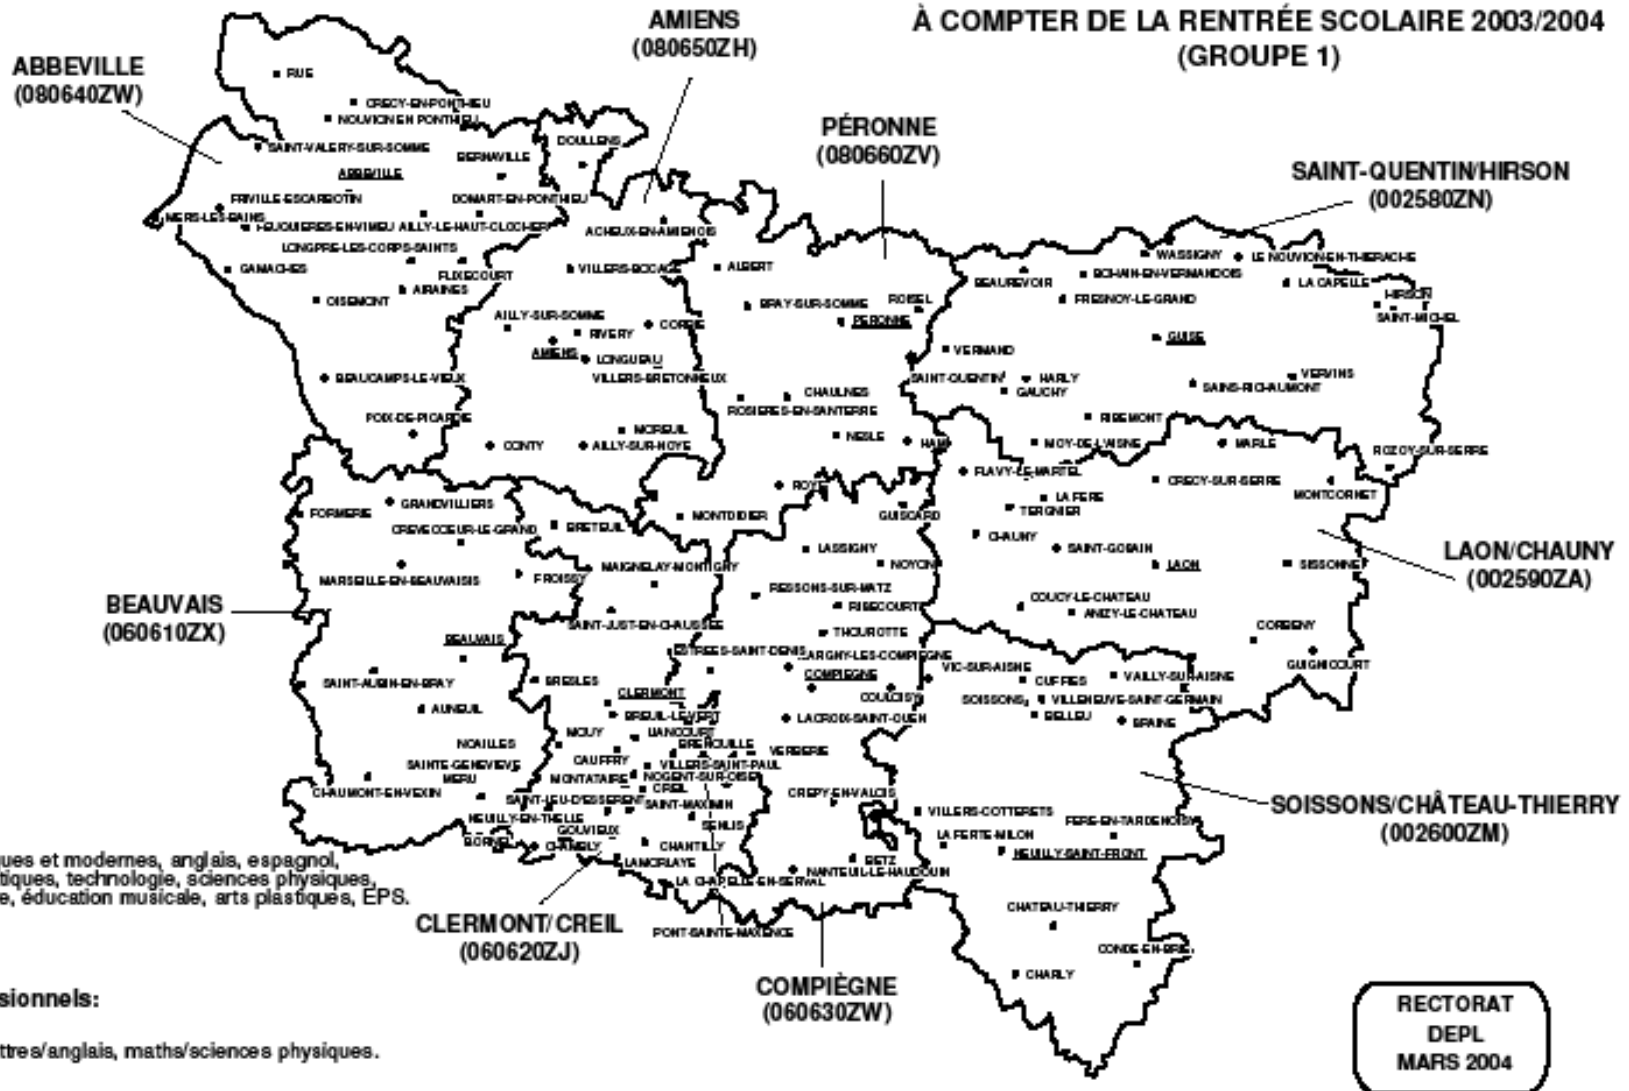 À COMPTER DE LA RENTRÉE SCOLAIRE 2003/2004
(GROUPE 1)
AMIENS
(080650ZH)
ABBEVILLE
(080640ZW)
PÉRONNE
(080660ZV)
SAINT-QUENTIN/HIRSON
(002580ZN)
RUE
CRECY-EN-PONTHIEU
NOUVION EN PONTHIEU
SAINT-VALERY-SUR-SOMME
BERNAVILLE
DOULLENS
ABBEVILLE
FRIVILLE-ESCARBOTIN
DOMART-EN-PONTHIEU
MERS-LES-BAINS
FEUQUIERES-EN-VIMEU
AILLY-LE-HAUT-CLOCHER
ACHEUX-EN-AMIENOIS
LONGPRE-LES-CORPS-SAINTS
GAMACHES
FLIXECOURT
VILLERS-BOCAGE
ALBERT
AIRAINES
OISEMONT
WASSIGNY
LE NOUVION-EN-THIERACHE
BEAUREVOIR
BOHAIN-EN-VERMANDOIS
LA CAPELLE
FRESNOY-LE-GRAND
HIRSON
SAINT-MICHEL
BRAY-SUR-SOMME
ROISEL
PERONNE
AILLY-SUR-SOMME
RIVERY
CORBIE
AMIENS
LONGUEAU
VILLERS-BRETONNEUX
GUISE
VERMAND
SAINT-QUENTIN
HARLY
GAUCHY
VERVINS
SAINS-RICHAUMONT
BEAUCAMPS-LE-VIEUX
CHAULNES
ROSIERES-EN-SANTERRE
POIX-DE-PICARDIE
MOREUIL
CONTY
AILLY-SUR-NOYE
NESLE
HAM
RIBEMONT
MOY-DE-L'AISNE
MARLE
ROZOY-SUR-SERRE
FLAVY-LE-MARTEL
CRECY-SUR-SERRE
MONTCORNET
ROYE
LA FERE
TERGNIER
GRANDVILLIERS
FORMERIE
CREVECOEUR-LE-GRAND
BRETEUIL
MONTDIDIER
GUISCARD
CHAUNY
SAINT-GOBAIN
LAON
SISSONNE
LAON/CHAUNY
(002590ZA)
LASSIGNY
NOYON
MARSEILLE-EN-BEAUVAISIS
FROISSY
MAIGNELAY-MONTIGNY
RESSONS-SUR-MATZ
RIBECOURT
COUCY-LE-CHATEAU
ANIZY-LE-CHATEAU
BEAUVAIS
(060610ZX)
BEAUVAIS
SAINT-JUST-EN-CHAUSSEE
THOUROTTE
CORBENY
GUIGNICOURT
ESTREES-SAINT-DENIS
MARGNY-LES-COMPIEGNE
COMPIEGNE
VIC-SUR-AISNE
CUFFIES
VAILLY-SUR-AISNE
SAINT-AUBIN-EN-BRAY
BRESLES
CLERMONT
COULOISY
SOISSONS
VILLENEUVE-SAINT-GERMAIN
BELLEU
BRAINE
AUNEUIL
BREUIL-LE-VERT
LACROIX-SAINT-OUEN
NOAILLES
MOUY
LIANCOURT
BRENOUILLE
VERBERIE
CAUFFRY
VILLERS-SAINT-PAUL
SAINTE-GENEVIEVE
MERU
MONTATAIRE
NOGENT-SUR-OISE
CREIL
CHAUMONT-EN-VEXIN
SAINT-LEU-D'ESSERENT
SAINT-MAXIMIN
CREPY-EN-VALOIS
NEUILLY-EN-THELLE
SENLIS
VILLERS-COTTERETS
FERE-EN-TARDENOIS
GOUVIEUX
BORNEL
CHAMBLY
CHANTILLY
LAMORLAYE
LA FERTE-MILON
NEUILLY-SAINT-FRONT
BETZ
NANTEUIL-LE-HAUDOUIN
LA CHAPELLE-EN-SERVAL
PONT-SAINTE-MAXENCE
SOISSONS/CHÂTEAU-THIERRY
(002600ZM)
CHATEAU-THIERRY
CONDE-EN-BRIE
CHARLY
CLERMONT/CREIL
(060620ZJ)
COMPIÈGNE
(060630ZW)
ques et modernes, anglais, espagnol,
tiques, technologie, sciences physiques,
e, éducation musicale, arts plastiques, EPS.
sionnels:
ttres/anglais, maths/sciences physiques.
RECTORAT
DEPL
MARS 2004